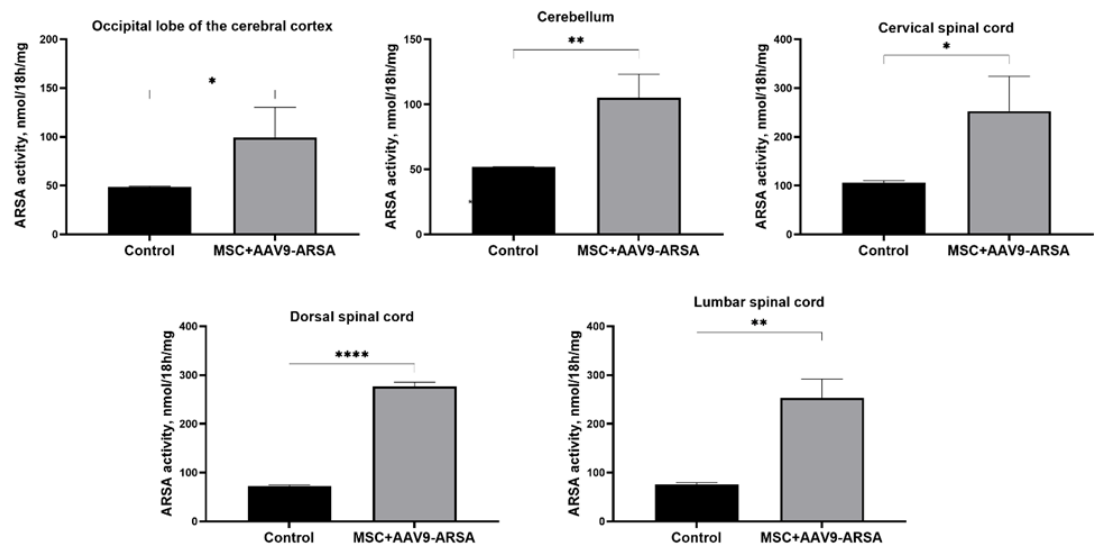 Occipital lobe of the cerebral cortex
ARSA activity, nmol/18h/mg
200
150
100
50
0
*
Control
MSC+AAV9-ARSA
Cerebellum
ARSA activity, nmol/18h/mg
150
100
50
0
**
*
Control
MSC+AAV9-ARSA
Cervical spinal cord
ARSA activity, nmol/18h/mg
400
300
200
100
0
*
Control
MSC+AAV9-ARSA
Dorsal spinal cord
ARSA activity, nmol/18h/mg
400
300
200
100
0
****
Control
MSC+AAV9-ARSA
Lumbar spinal cord
ARSA activity, nmol/18h/mg
400
300
200
100
0
**
Control
MSC+AAV9-ARSA